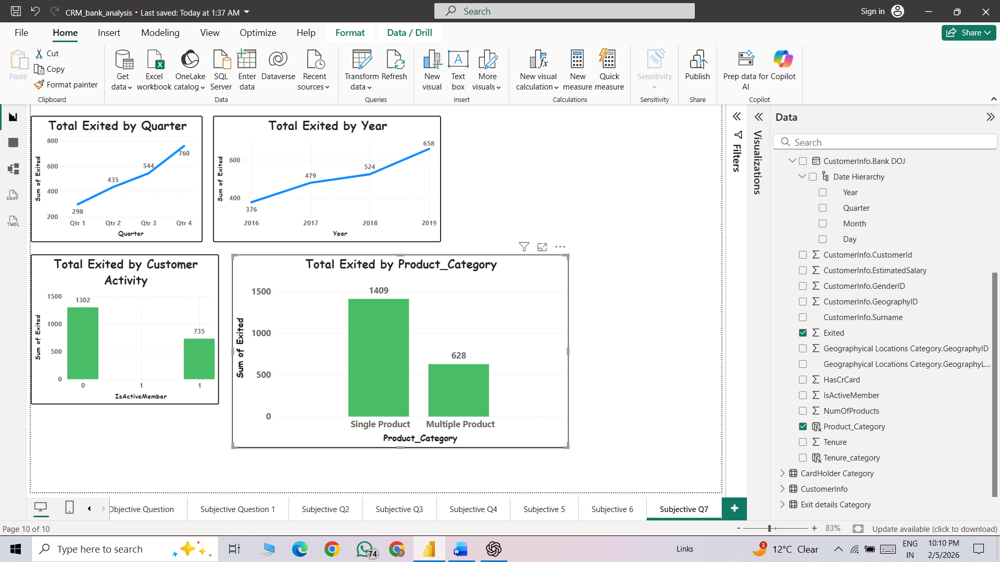 CRM_bank_analysis • Last saved: Today at 1:37 AM
Search
Sign in
File
Home
Insert
Modeling
View
Optimize
Help
Format
Data / Drill
Share
Paste
Cut
Copy
Format painter
Clipboard
Get data
Excel workbook
OneLake catalog
SQL Server
Enter data
Dataverse
Recent sources
Data
Transform data
Refresh
Queries
New visual
Text box
More visuals
Insert
New visual calculation
New measure
Quick measure
Calculations
Sensitivity
Sensitivity
Publish
Share
Prep data for AI
Copilot
Copilot
DAX
TMDL
Total Exited by Quarter
Sum of Exited
800
600
400
200
298
435
544
760
Qtr 1
Qtr 2
Qtr 3
Qtr 4
Quarter
Total Exited by Year
Sum of Exited
600
400
376
479
524
658
2016
2017
2018
2019
Year
Total Exited by Customer
Activity
Sum of Exited
1500
1000
500
0
1302
735
0
1
1
IsActiveMember
Total Exited by Product_Category
Sum of Exited
1500
1000
500
0
1409
628
Single Product
Multiple Product
Product_Category
Filters
Visualizations
Data
Search
CustomerInfo.Bank DOJ
Date Hierarchy
Year
Quarter
Month
Day
CustomerInfo.CustomerId
CustomerInfo.EstimatedSalary
CustomerInfo.GenderID
CustomerInfo.GeographyID
CustomerInfo.Surname
Exited
Geographyical Locations Category.GeographyID
Geographyical Locations Category.GeographyL...
HasCrCard
IsActiveMember
NumOfProducts
Product_Category
Tenure
Tenure_category
CardHolder Category
CustomerInfo
Exit details Category
Objective Question
Subjective Question 1
Subjective Q2
Subjective Q3
Subjective Q4
Subjective 5
Subjective 6
Subjective Q7
Page 10 of 10
83%
Update available (click to download)
Type here to search
74
Links
3
12°C Clear
ENG
IN
10:10 PM
2/5/2026